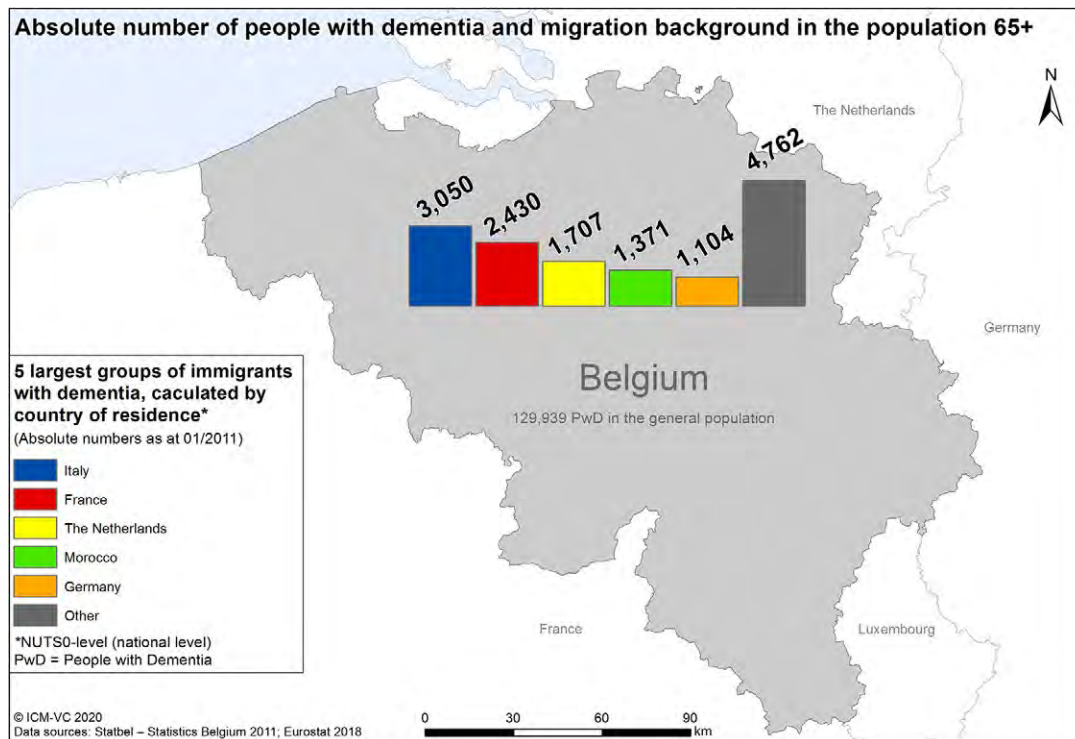 Absolute number of people with dementia and migration background in the population 65+
N
The Netherlands
4,762
3,050
2,430
1,707
1,371
1,104
Germany
Belgium
129,939 PwD in the general population
5 largest groups of immigrants
with dementia, caculated by
country of residence*
(Absolute numbers as at 01/2011)
Italy
France
The Netherlands
Morocco
Germany
Other
*NUTS0-level (national level)
PwD = People with Dementia
France
Luxembourg
© ICM-VC 2020
Data sources: Statbel – Statistics Belgium 2011; Eurostat 2018
0 30 60 90
km